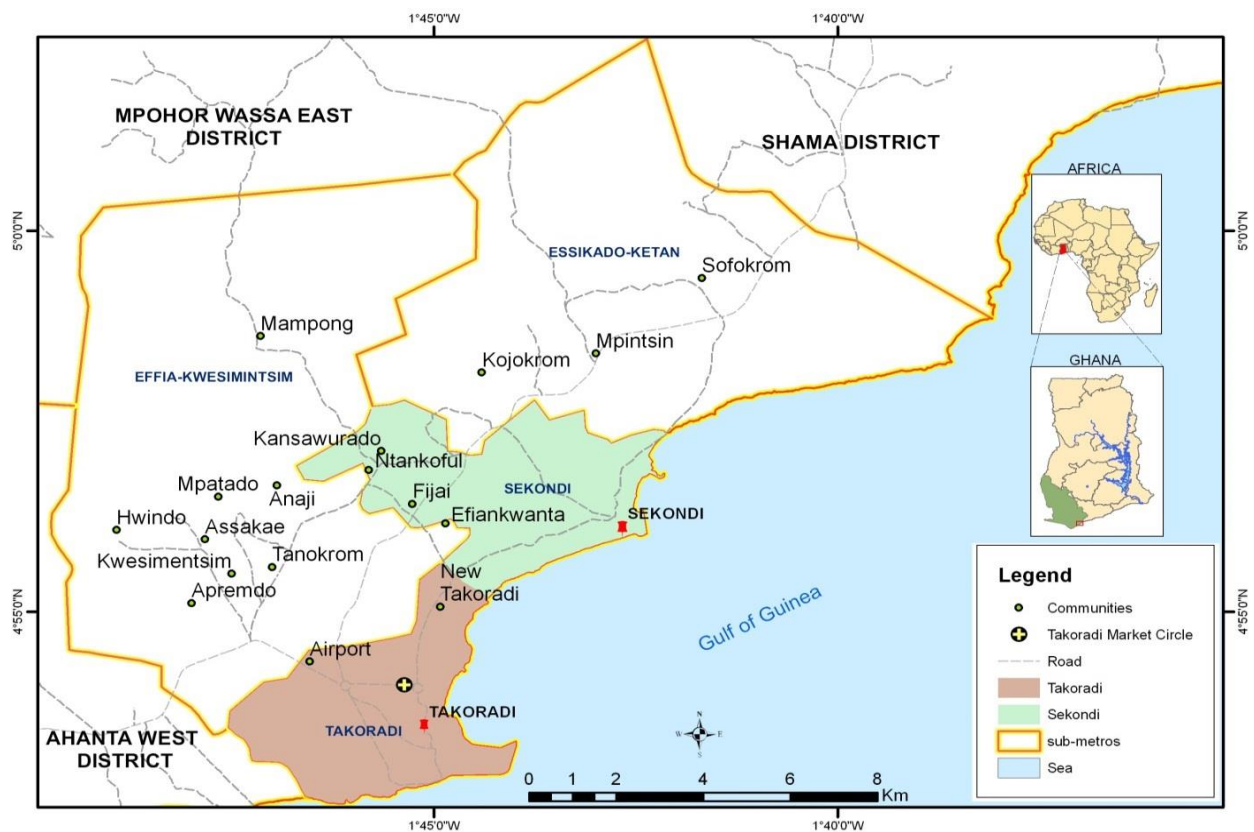 1°45'0"W
1°40'0"W
MPOHOR WASSA EAST
DISTRICT
SHAMA DISTRICT
AFRICA
5°0'0"N
5°0'0"N
ESSIKADO-KETAN
Sofokrom
Mampong
Mpintsin
Kojokrom
EFFIA-KWESIMINTSIM
GHANA
Kansawurado
Ntankoful
Mpatado
Anaji
Fijai
SEKONDI
SEKONDI
Hwindo
Assakae
Efiankwanta
Kwesimentsim
Tanokrom
New
Takoradi
Apremdo
4°55'0"N
4°55'0"N
Gulf of Guinea
Airport
TAKORADI
TAKORADI
AHANTA WEST
DISTRICT
N
W
E
S
0
1
2
4
6
8
Km
Legend
Communities
Takoradi Market Circle
Road
Takoradi
Sekondi
sub-metros
Sea
1°45'0"W
1°40'0"W